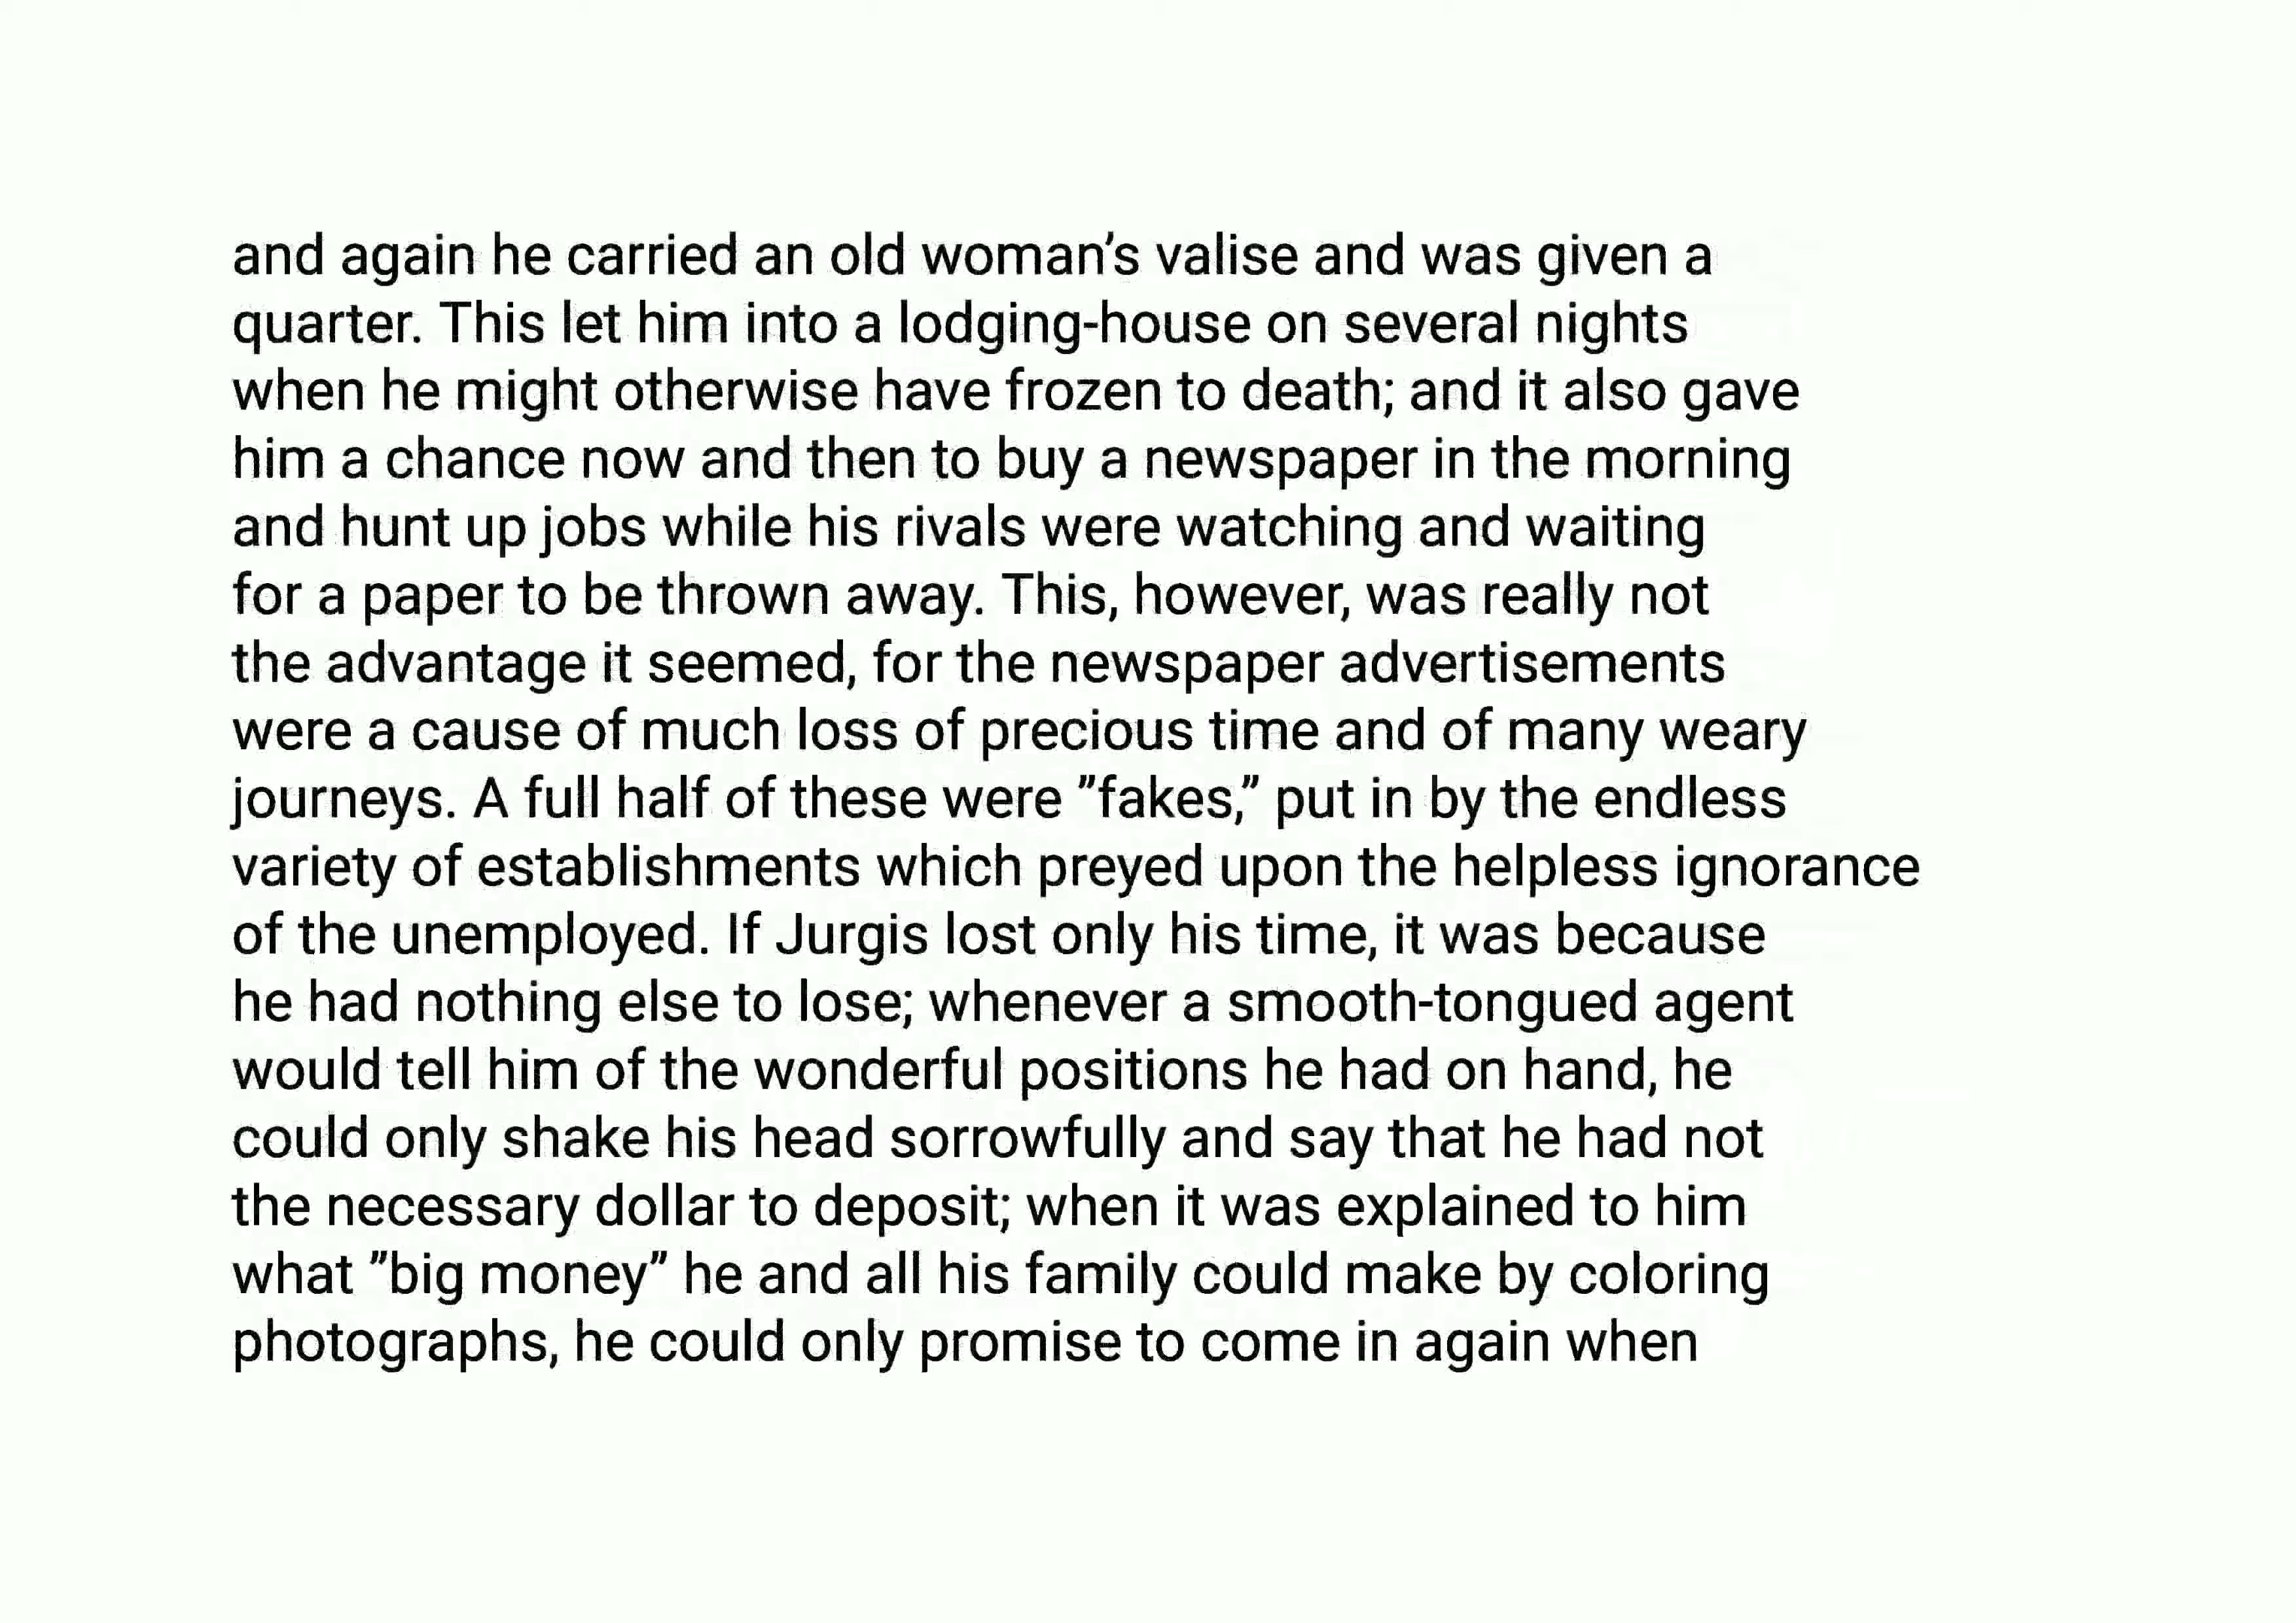 and again he carried an old woman’s valise and was given a
quarter. This let him into a lodging-house on several nights
when he might otherwise have frozen to death; and it also gave
him a chance now and then to buy a newspaper in the morning
and hunt up jobs while his rivals were watching and waiting
for a paper to be thrown away. This, however, was really not
the advantage it seemed, for the newspaper advertisements
were a cause of much loss of precious time and of many weary
journeys. A full half of these were ”fakes,” put in by the endless
variety of establishments which preyed upon the helpless ignorance
of the unemployed. If Jurgis lost only his time, it was because
he had nothing else to lose; whenever a smooth-tongued agent
would tell him of the wonderful positions he had on hand, he
could only shake his head sorrowfully and say that he had not
the necessary dollar to deposit; when it was explained to him
what ”big money” he and all his family could make by coloring
photographs, he could only promise to come in again when